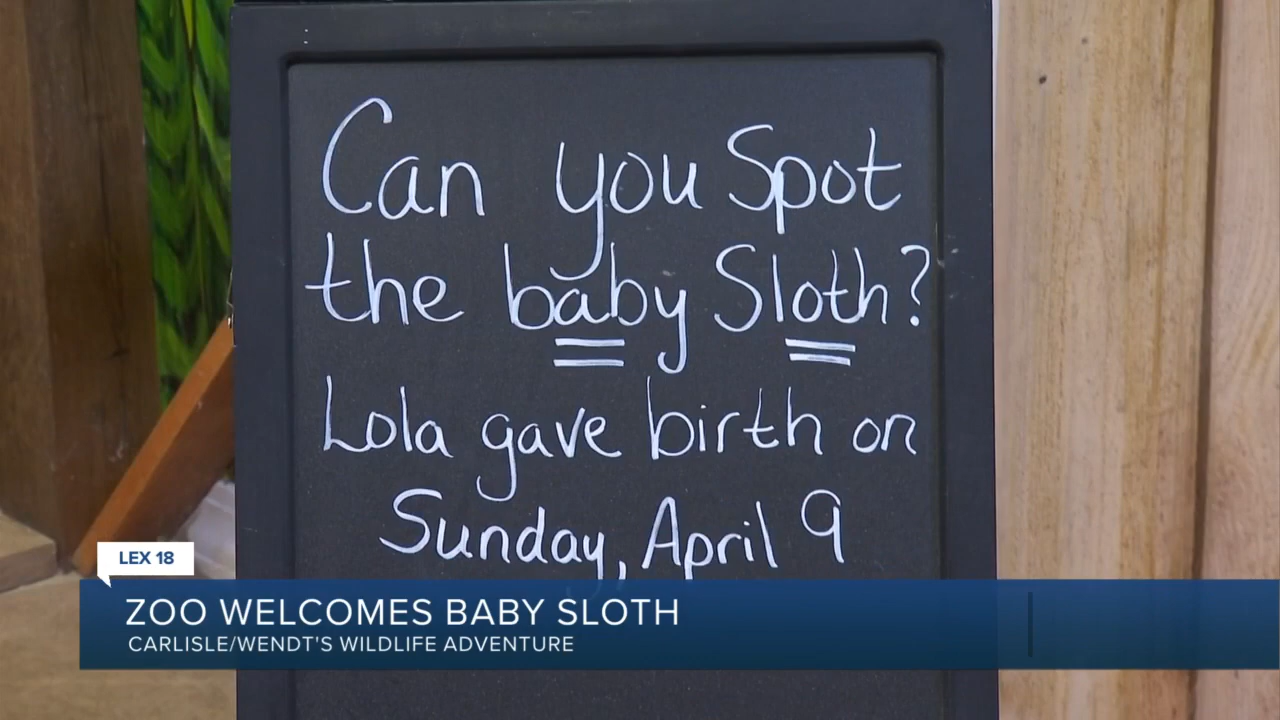 Can you Spot
the baby Sloth?
Lola gave birth on
Sunday, April 9
LEX 18
ZOO WELCOMES BABY SLOTH
CARLISLE/WENDT'S WILDLIFE ADVENTURE